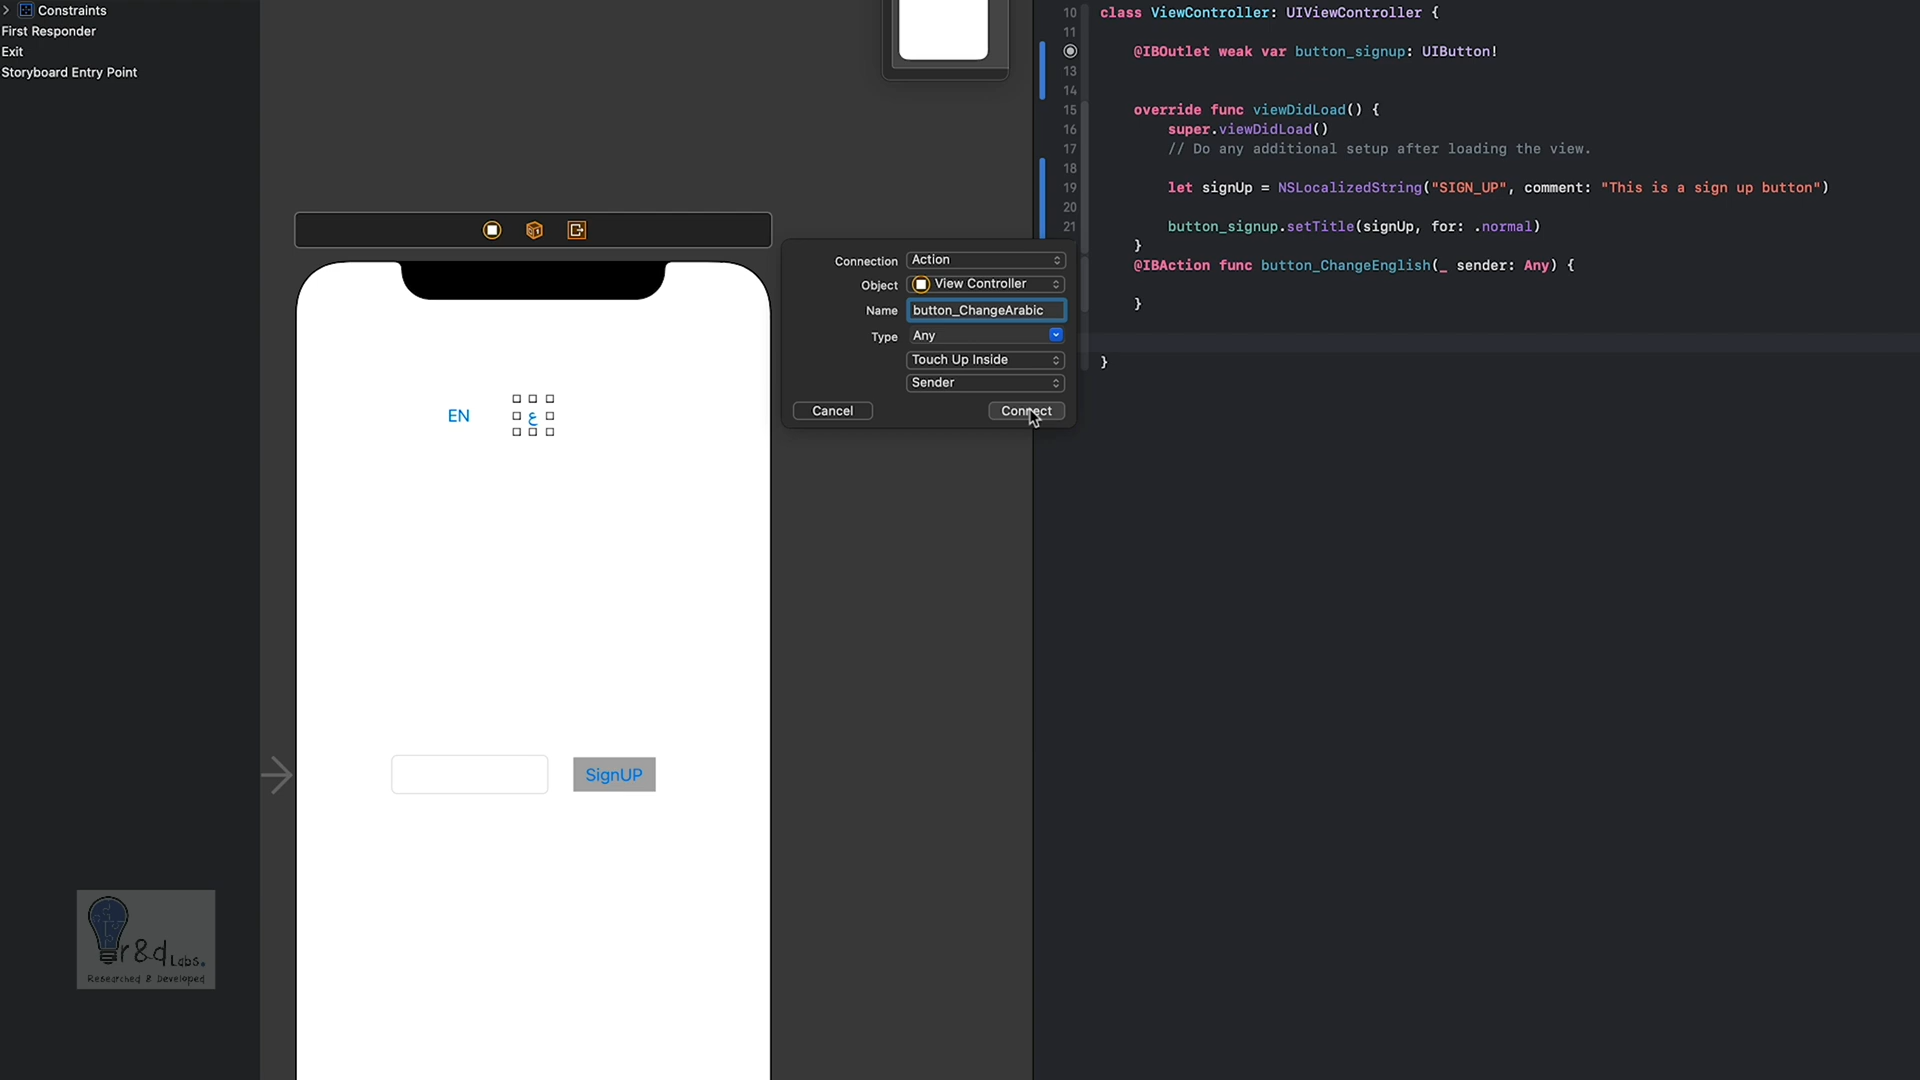 Constraints
First Responder
Exit
Storyboard Entry Point
EN
ع
SignUP
r&d Labs.
Researched & Developed
Connection Action
Object View Controller
Name button_ChangeArabic
Type Any
Touch Up Inside
Sender
Cancel Connect
10 class ViewController: UIViewController {
11
@IBOutlet weak var button_signup: UIButton!
13
14
15 override func viewDidLoad() {
16 super.viewDidLoad()
17 // Do any additional setup after loading the view.
18
19 let signUp = NSLocalizedString("SIGN_UP", comment: "This is a sign up button")
20
21 button_signup.setTitle(signUp, for: .normal)
}
@IBAction func button_ChangeEnglish(_ sender: Any) {
}
}